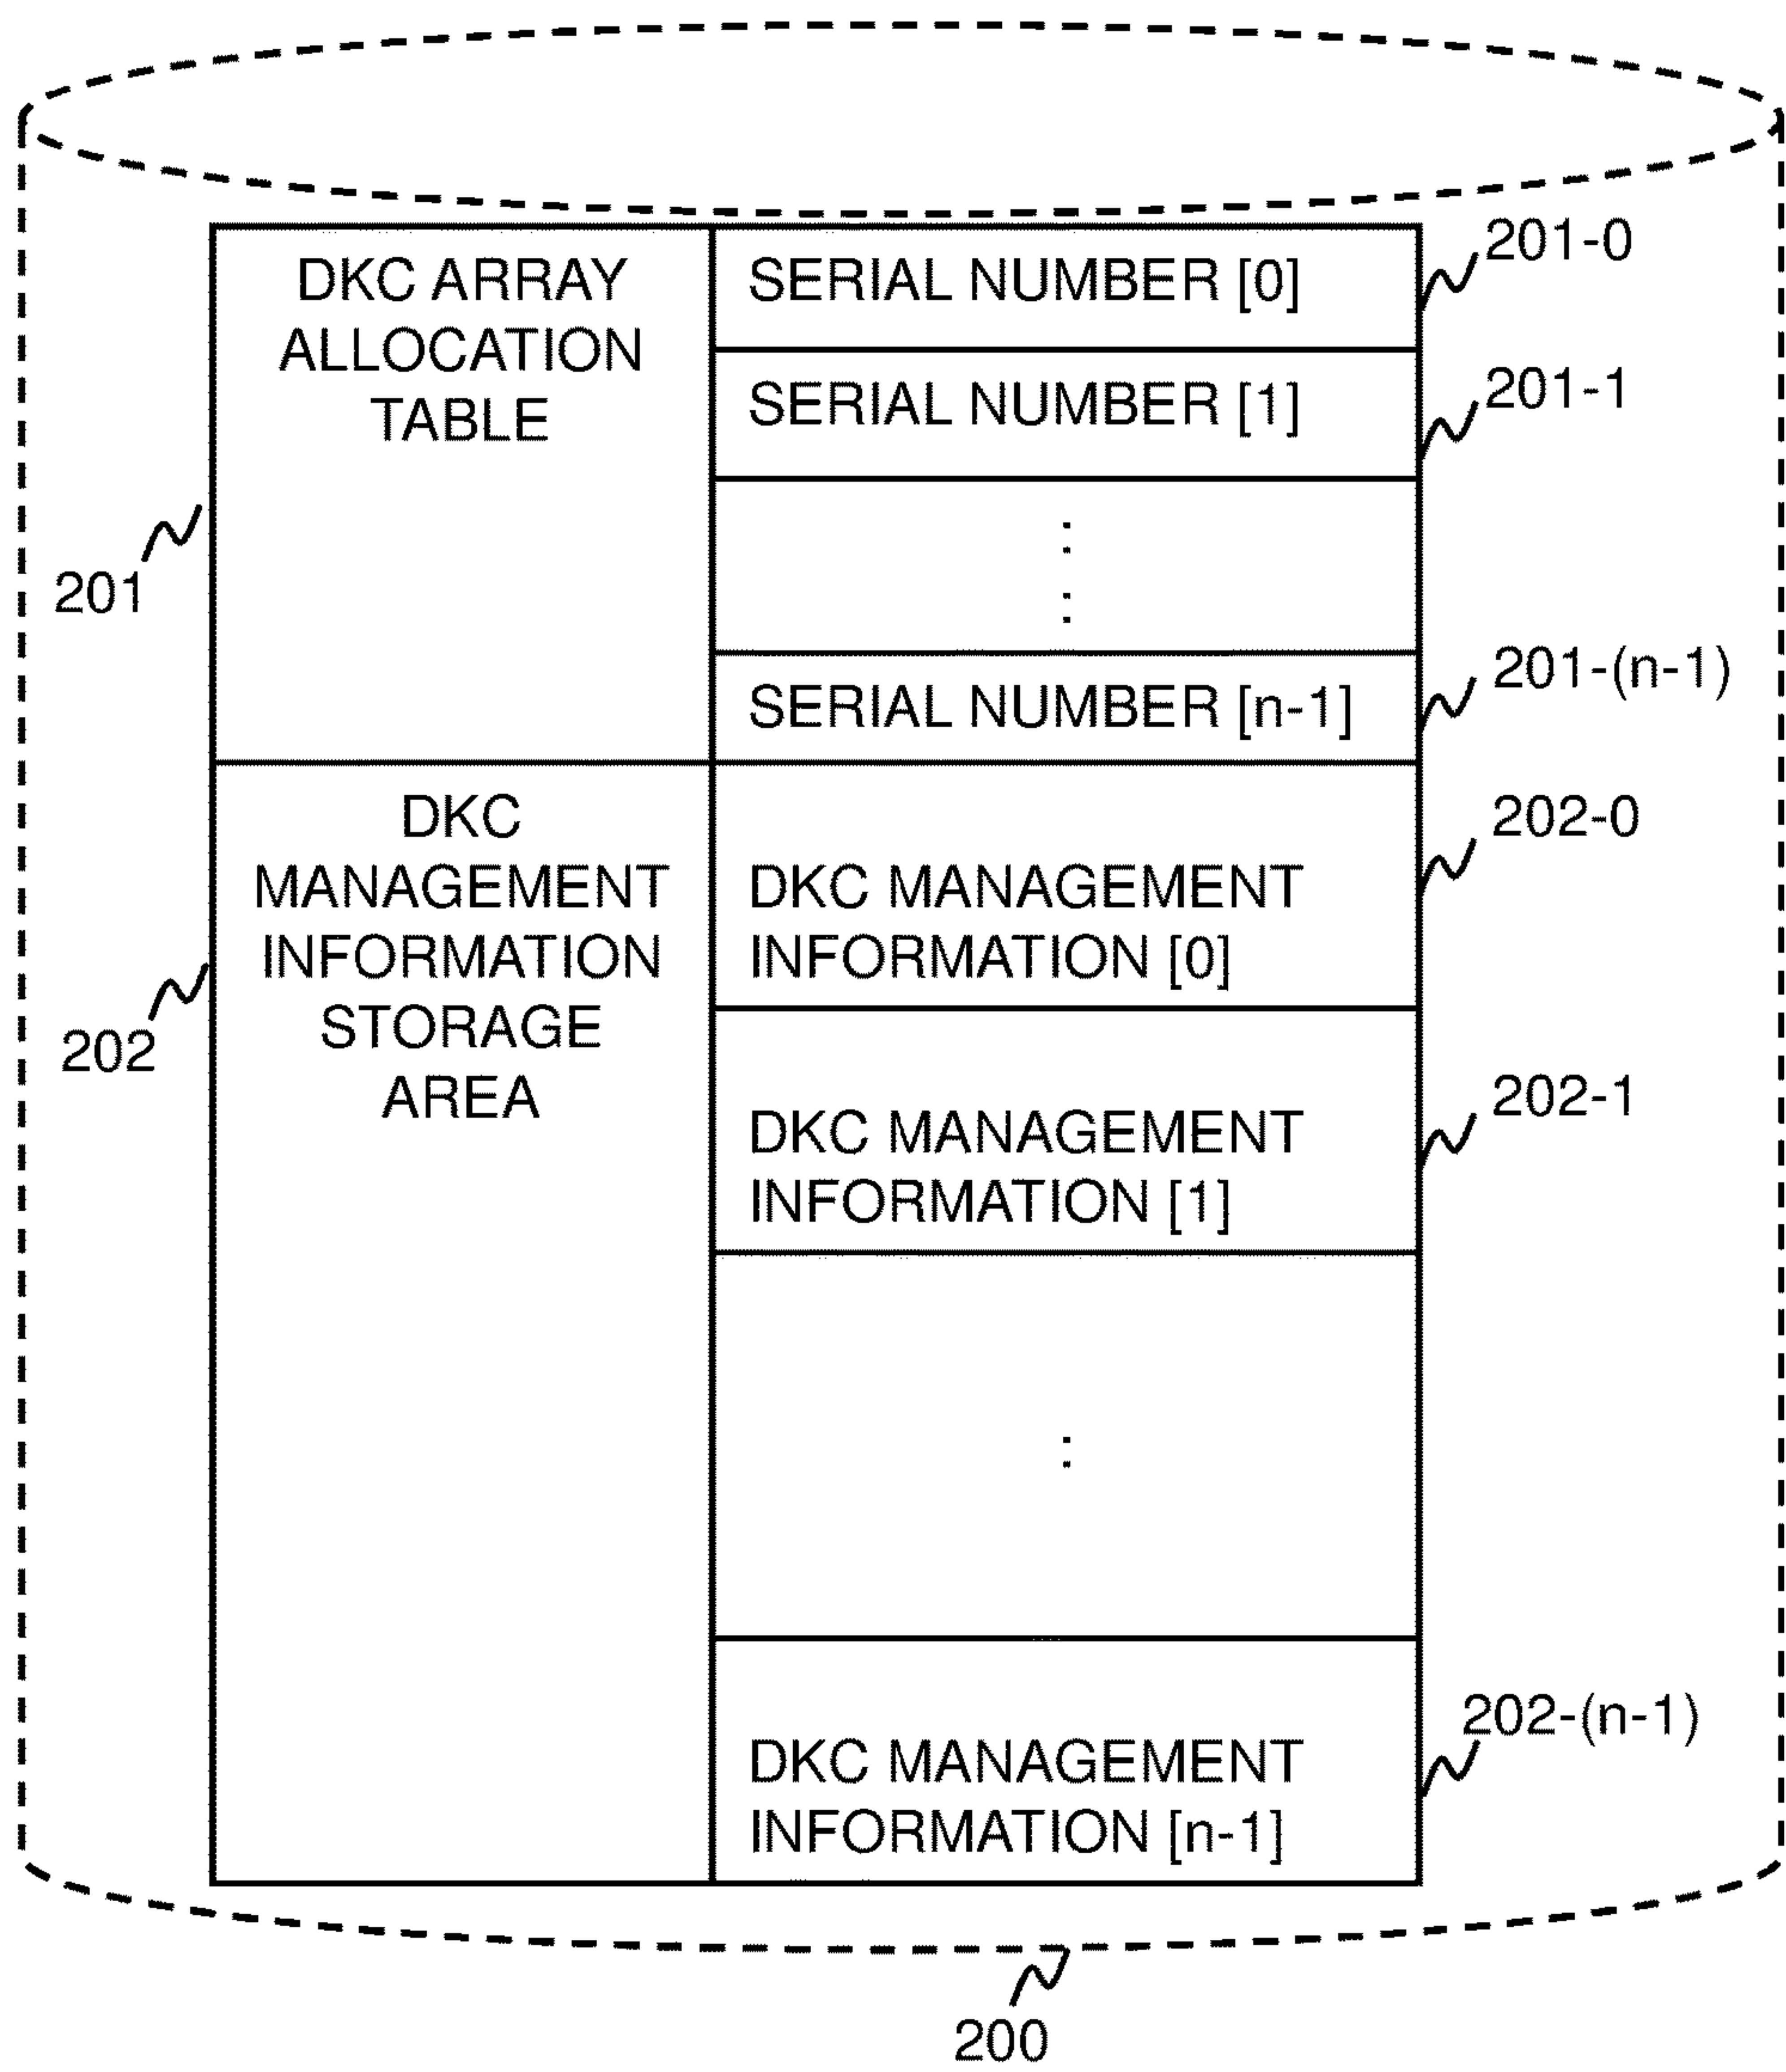 201-0
DKC ARRAY
ALLOCATION
TABLE
SERIAL NUMBER [0]
201-1
SERIAL NUMBER [1]
:
:
201
201-(n-1)
SERIAL NUMBER [n-1]
DKC
MANAGEMENT
INFORMATION
STORAGE
AREA
202-0
DKC MANAGEMENT
INFORMATION [0]
202
202-1
DKC MANAGEMENT
INFORMATION [1]
:
202-(n-1)
DKC MANAGEMENT
INFORMATION [n-1]
200